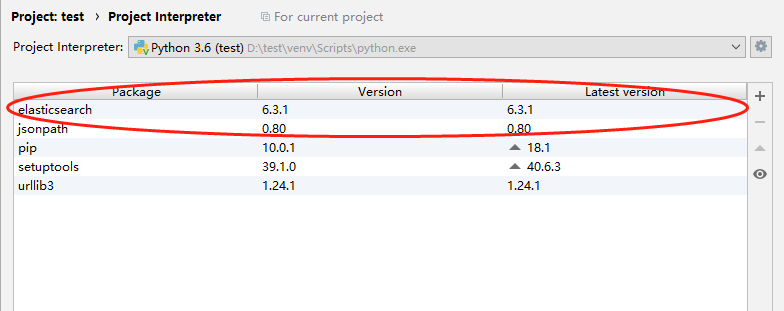 Project: test › Project Interpreter For current project
Project Interpreter: Python 3.6 (test) D:\test\venv\Scripts\python.exe
Package Version Latest version
elasticsearch 6.3.1 6.3.1
jsonpath 0.80 0.80
pip 10.0.1 18.1
setuptools 39.1.0 40.6.3
urllib3 1.24.1 1.24.1